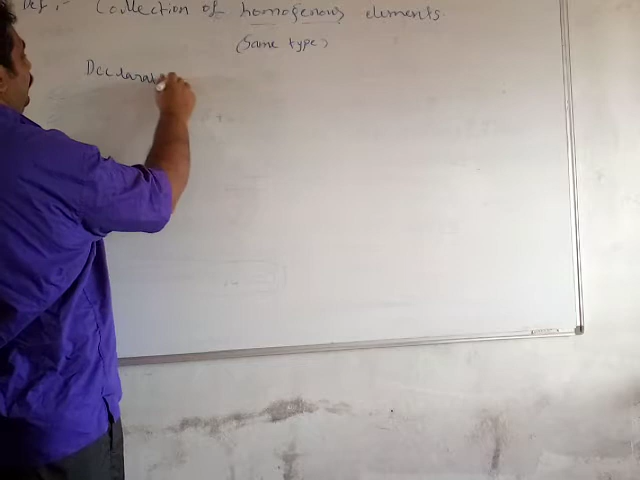 Def :- Collection of homogenous elements.
(Same type)
Declarat